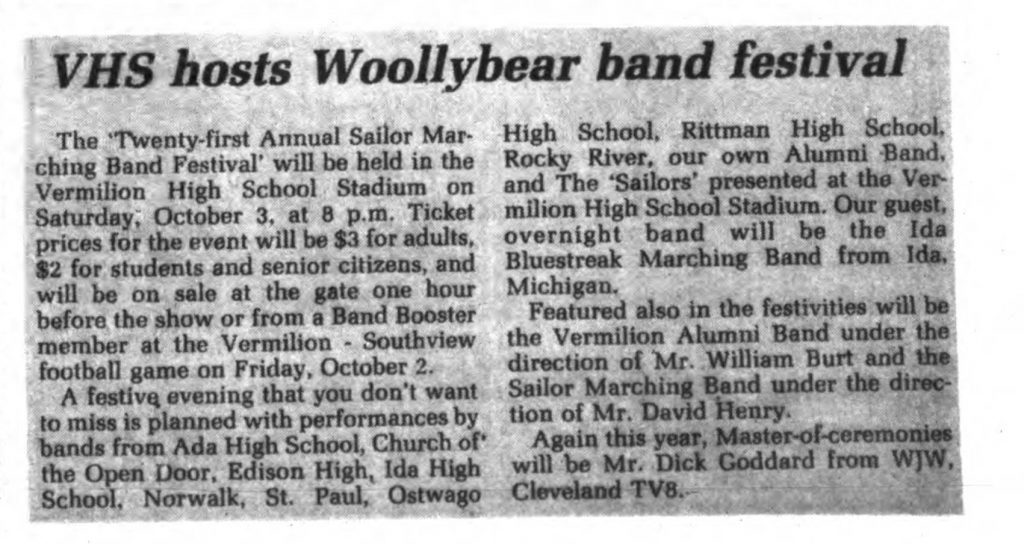 VHS hosts Woollybear band festival
The 'Twenty-first Annual Sailor Mar-
ching Band Festival' will be held in the
Vermilion High School Stadium on
Saturday, October 3, at 8 p.m. Ticket
prices for the event will be $3 for adults,
$2 for students and senior citizens, and
will be on sale at the gate one hour
before the show or from a Band Booster
member at the Vermilion - Southview
football game on Friday, October 2.
A festive evening that you don't want
to miss is planned with performances by
bands from Ada High School, Church of
the Open Door, Edison High, Ida High
School, Norwalk, St. Paul, Ostwago
High School, Rittman High School,
Rocky River, our own Alumni Band,
and The 'Sailors' presented at the Ver-
milion High School Stadium. Our guest,
overnight band will be the Ida
Bluestreak Marching Band from Ida,
Michigan.
Featured also in the festivities will be
the Vermilion Alumni Band under the
direction of Mr. William Burt and the
Sailor Marching Band under the direc-
tion of Mr. David Henry.
Again this year, Master-of-ceremonies
will be Mr. Dick Goddard from WJW,
Cleveland TV8.